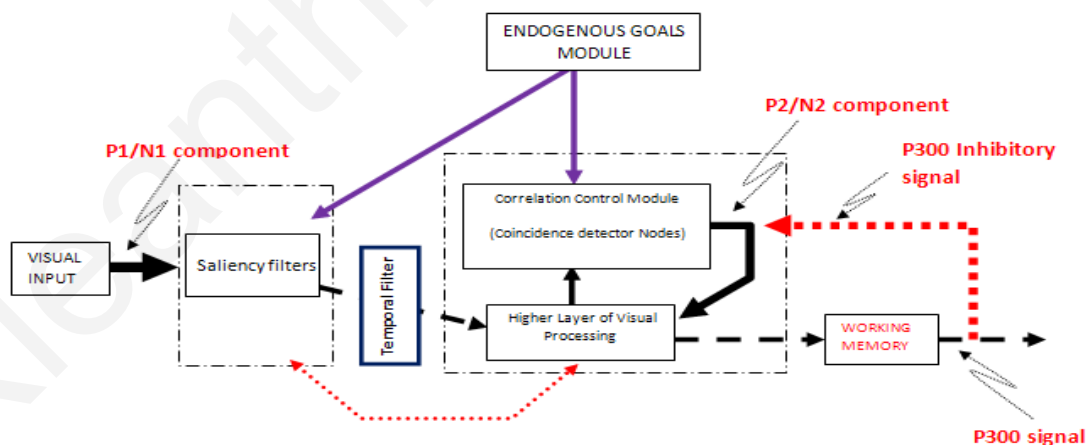 ENDOGENOUS GOALS
MODULE
P1/N1 component
P2/N2 component
P300 Inhibitory
signal
VISUAL
INPUT
Saliency filters
Temporal Filter
Correlation Control Module
(Coincidence detector Nodes)
Higher Layer of Visual
Processing
WORKING
MEMORY
P300 signal